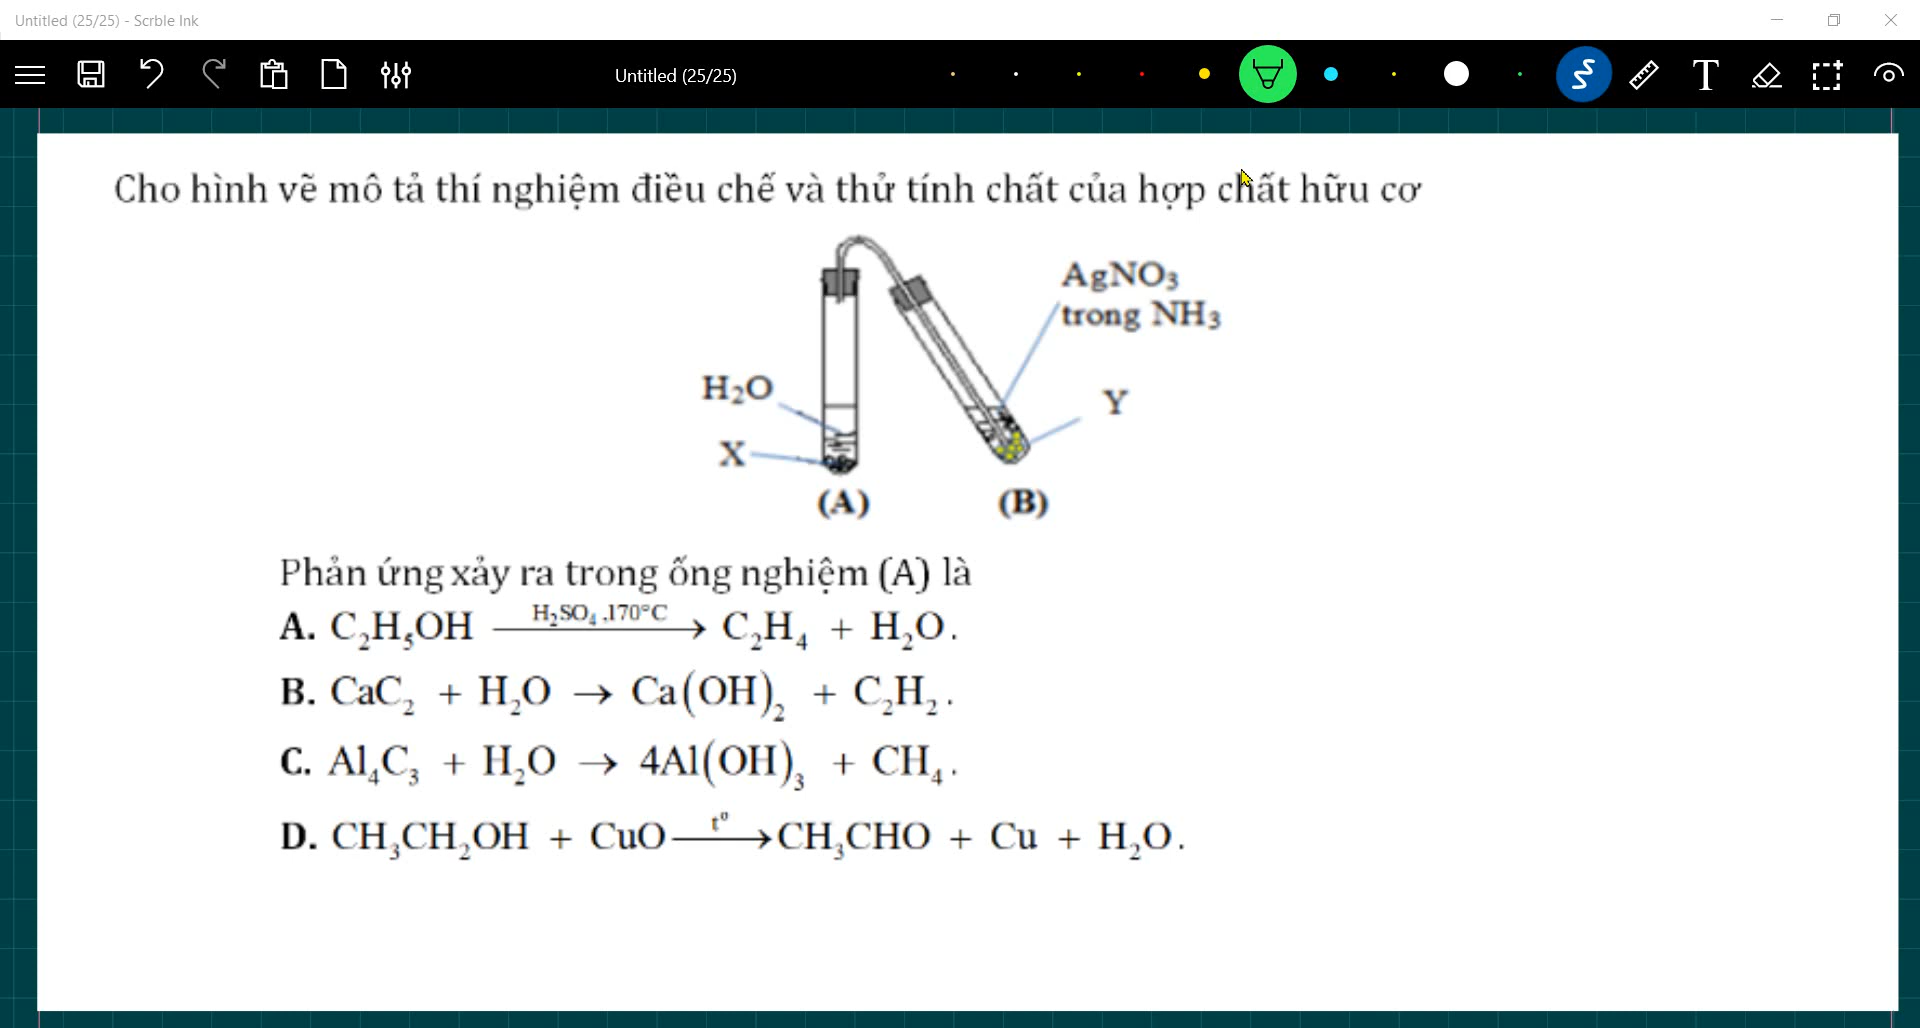 Untitled (25/25) - Scrble Ink
Untitled (25/25)
Cho hình vẽ mô tả thí nghiệm điều chế và thử tính chất của hợp chất hữu cơ
AgNO₃
trong NH₃
H₂O
Y
X
(A) (B)
Phản ứng xảy ra trong ống nghiệm (A) là
A. C₂H₅OH H₂SO₄ ,170°C → C₂H₄ + H₂O.
B. CaC₂ + H₂O → Ca(OH)₂ + C₂H₂.
C. Al₄C₃ + H₂O → 4Al(OH)₃ + CH₄.
D. CH₃CH₂OH + CuO t° → CH₃CHO + Cu + H₂O.